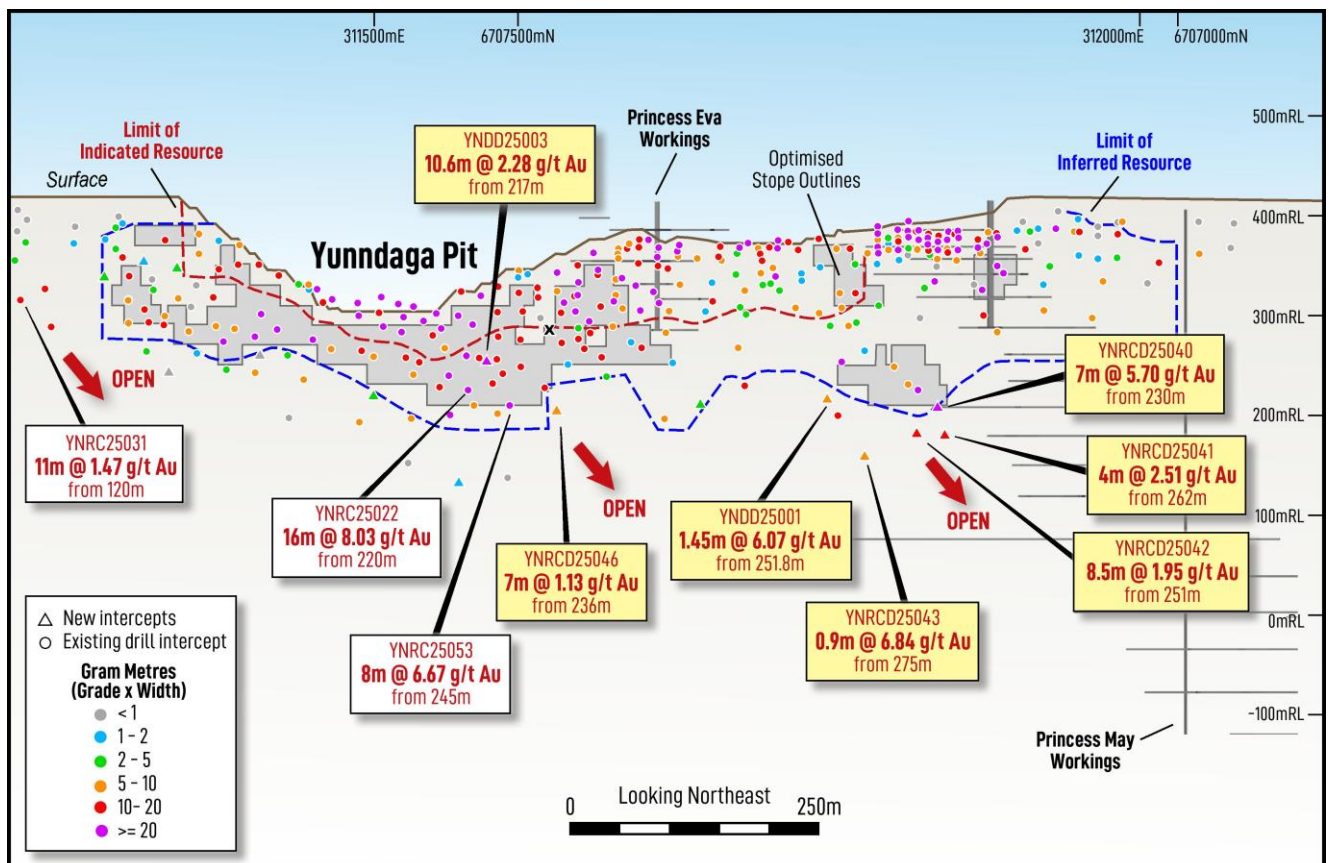 311500mE
6707500mN
312000mE
6707000mN
500mRL
400mRL
300mRL
200mRL
100mRL
0mRL
-100mRL
Limit of
Indicated Resource
Surface
YNDD25003
10.6m @ 2.28 g/t Au
from 217m
Princess Eva
Workings
Optimised
Stope Outlines
Limit of
Inferred Resource
Yunndaga Pit
X
OPEN
YNRC25031
11m @ 1.47 g/t Au
from 120m
YNRC25022
16m @ 8.03 g/t Au
from 220m
YNRC25053
8m @ 6.67 g/t Au
from 245m
YNRCD25046
7m @ 1.13 g/t Au
from 236m
OPEN
YNDD25001
1.45m @ 6.07 g/t Au
from 251.8m
YNRCD25043
0.9m @ 6.84 g/t Au
from 275m
OPEN
YNRCD25040
7m @ 5.70 g/t Au
from 230m
YNRCD25041
4m @ 2.51 g/t Au
from 262m
YNRCD25042
8.5m @ 1.95 g/t Au
from 251m
Princess May
Workings
New intercepts
Existing drill intercept
Gram Metres
(Grade x Width)
< 1
1 - 2
2 - 5
5 - 10
10- 20
>= 20
Looking Northeast
0
250m